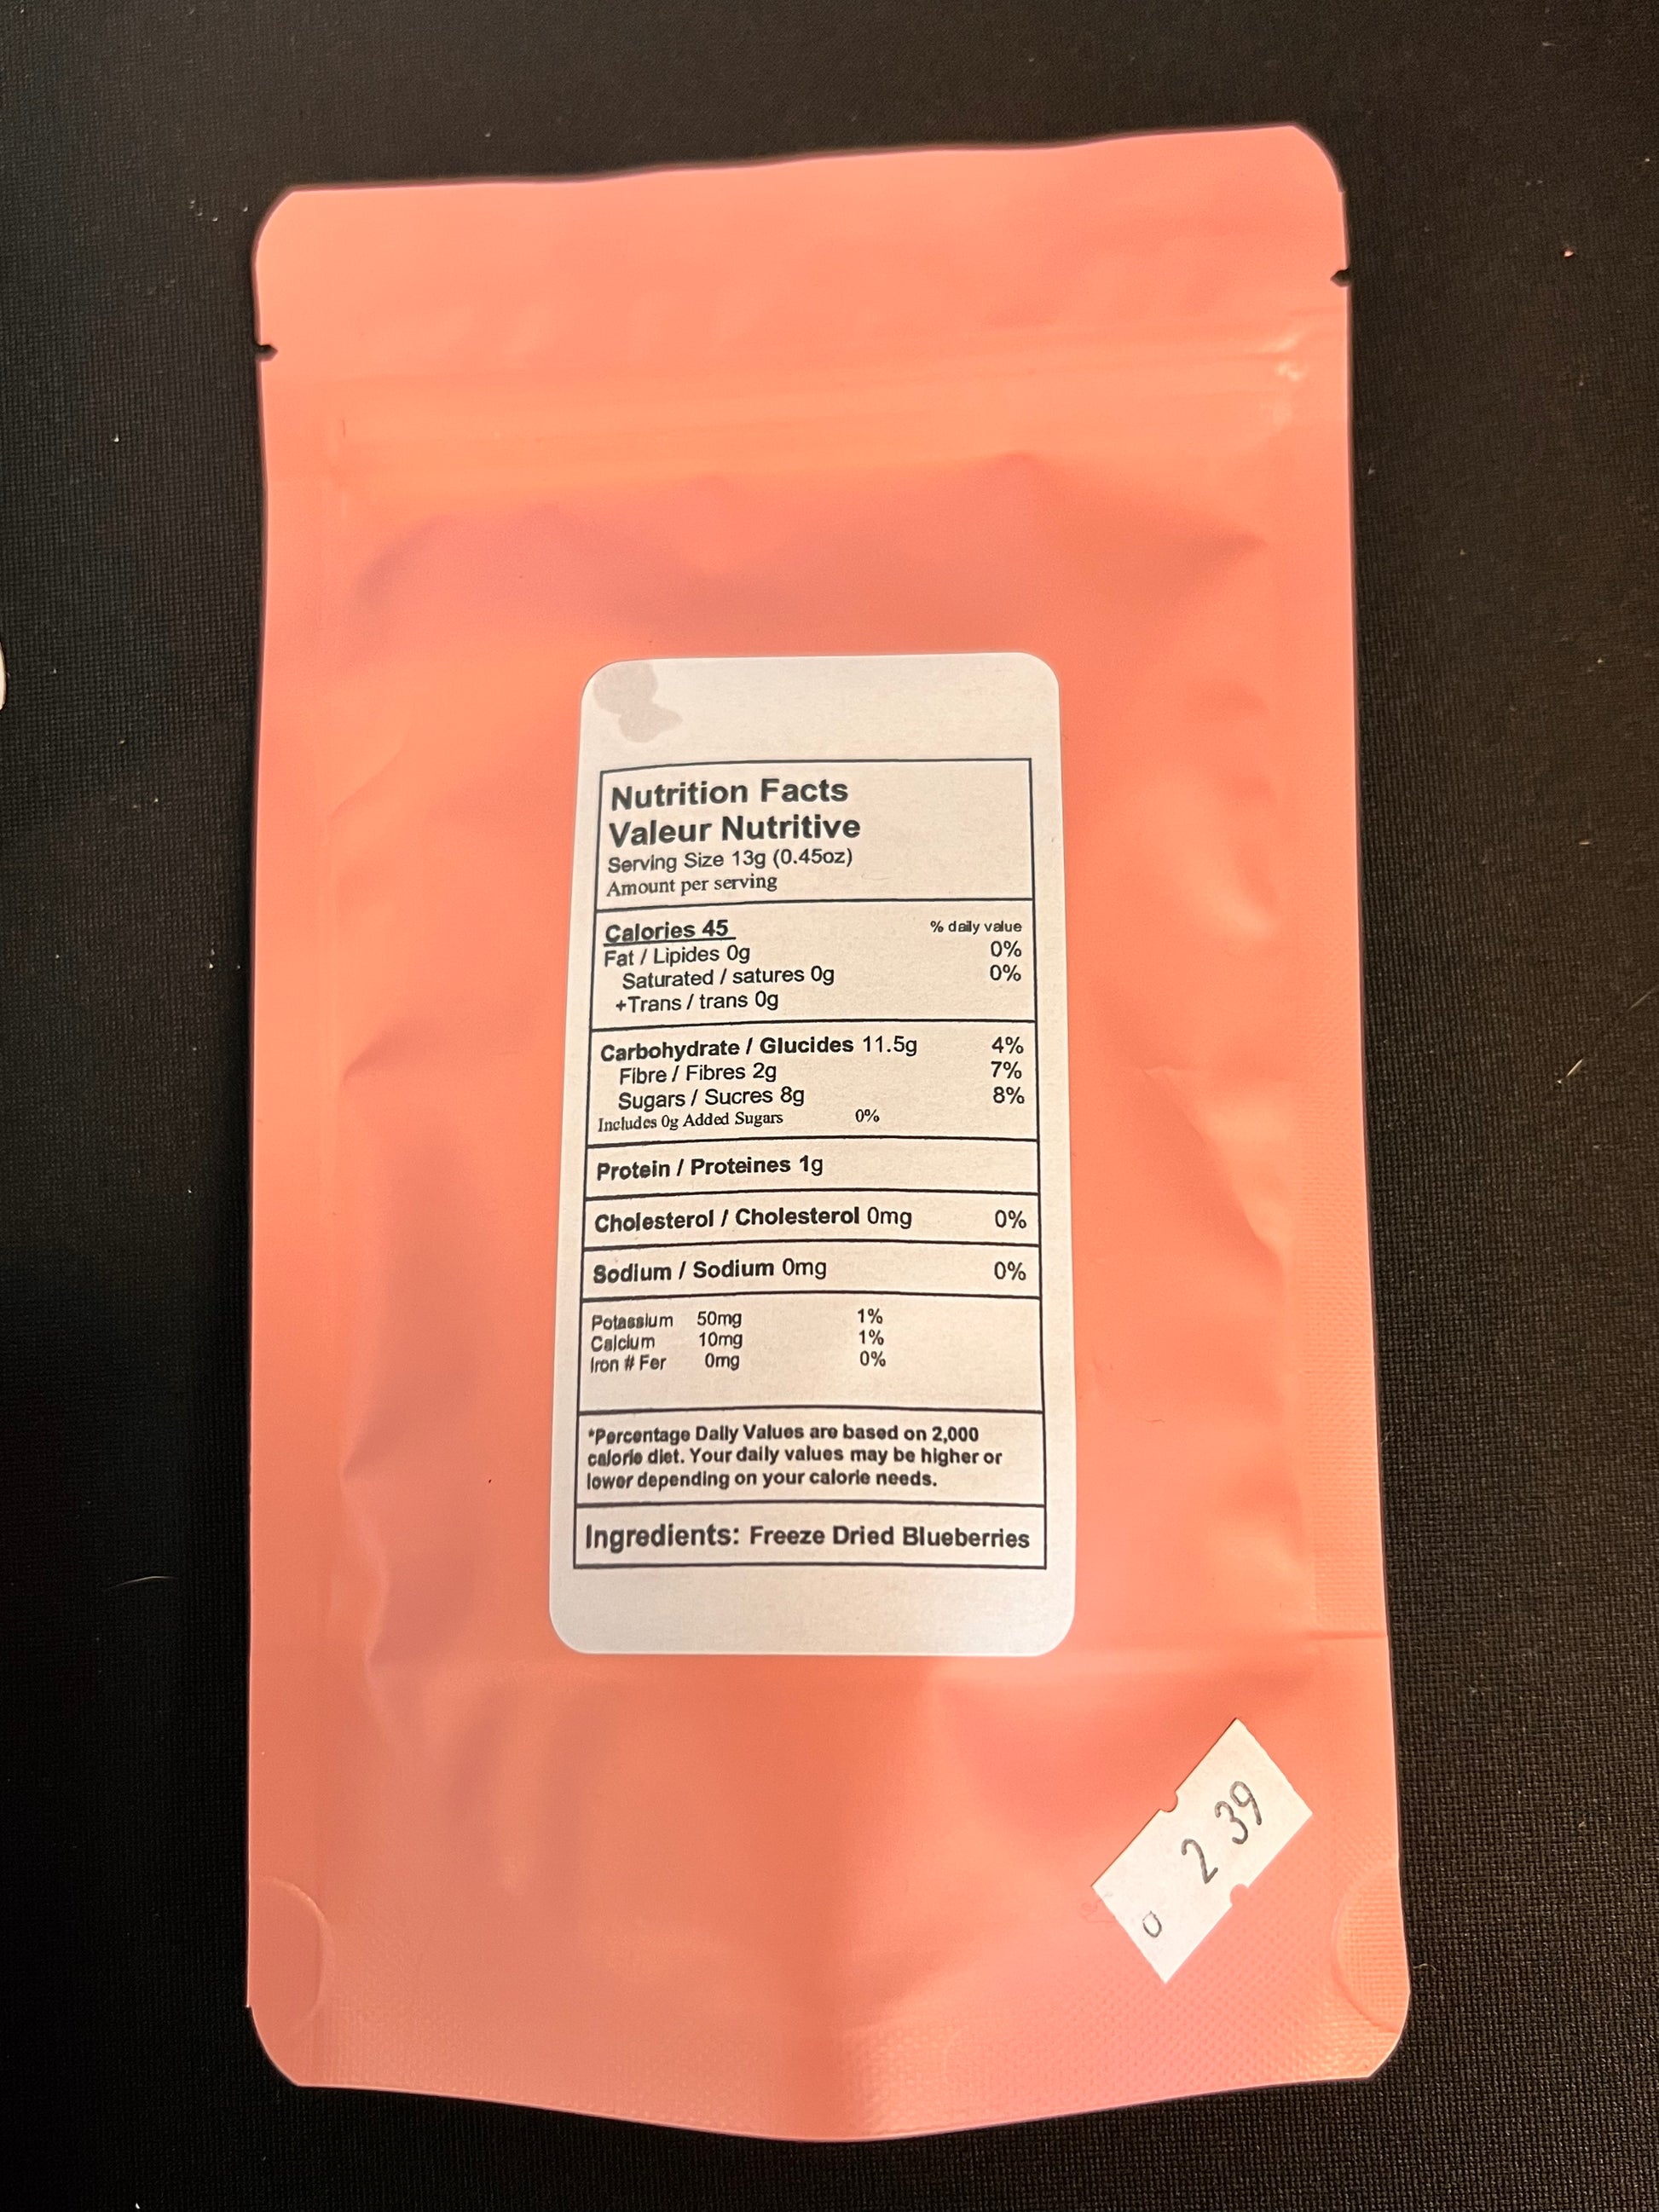 Nutrition Facts
Valeur Nutritive
Serving Size 13g (0.45oz)
Amount per serving
Calories 45 % daily value
Fat / Lipides 0g 0%
Saturated / satures 0g 0%
+Trans / trans 0g
Carbohydrate / Glucides 11.5g 4%
Fibre / Fibres 2g 7%
Sugars / Sucres 8g 8%
Includes 0g Added Sugars 0%
Protein / Proteines 1g
Cholesterol / Cholesterol 0mg 0%
Sodium / Sodium 0mg 0%
Potassium 50mg 1%
Calcium 10mg 1%
Iron # Fer 0mg 0%
*Percentage Daily Values are based on 2,000
calorie diet. Your daily values may be higher or
lower depending on your calorie needs.
Ingredients: Freeze Dried Blueberries
0 2 39